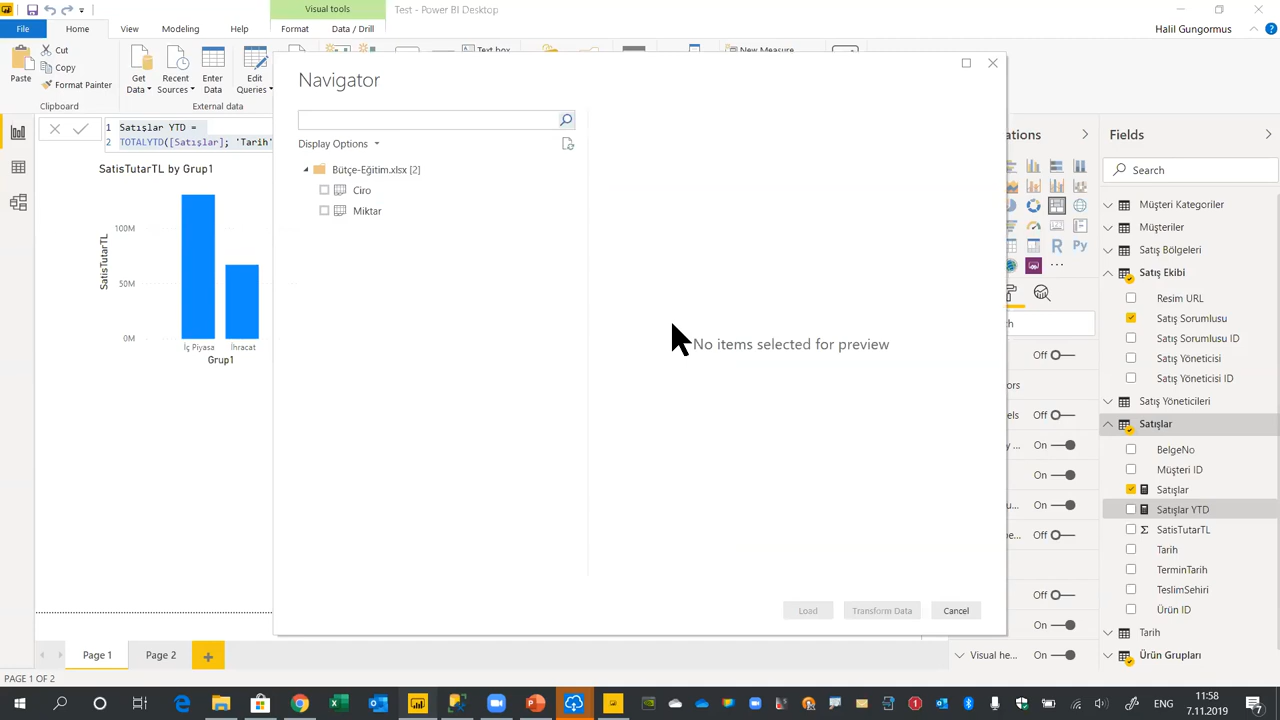 Visual tools
Test - Power BI Desktop
File
Home
View
Modeling
Help
Format
Data / Drill
Halil Gungormus
Paste
Cut
Copy
Format Painter
Clipboard
Get Data
Recent Sources
Enter Data
Edit Queries
External data
Text box
New Measure
1 Satışlar YTD =
2 TOTALYTD([Satışlar]; 'Tarih'
SatisTutarTL by Grup1
100M
50M
0M
SatisTutarTL
İç Piyasa
İhracat
Grup1
Navigator
Display Options
Bütçe-Eğitim.xlsx [2]
Ciro
Miktar
No items selected for preview
Load
Transform Data
Cancel
ations
R
Py
Off
Off
On
On
On
Off
Off
On
Visual he... On
Fields
Search
Müşteri Kategoriler
Müşteriler
Satış Bölgeleri
Satış Ekibi
Resim URL
Satış Sorumlusu
Satış Sorumlusu ID
Satış Yöneticisi
Satış Yöneticisi ID
Satış Yöneticileri
Satışlar
BelgeNo
Müşteri ID
Satışlar
Satışlar YTD
SatisTutarTL
Tarih
TerminTarih
TeslimSehiri
Ürün ID
Tarih
Ürün Grupları
Page 1
Page 2
PAGE 1 OF 2
ENG
11:58
7.11.2019